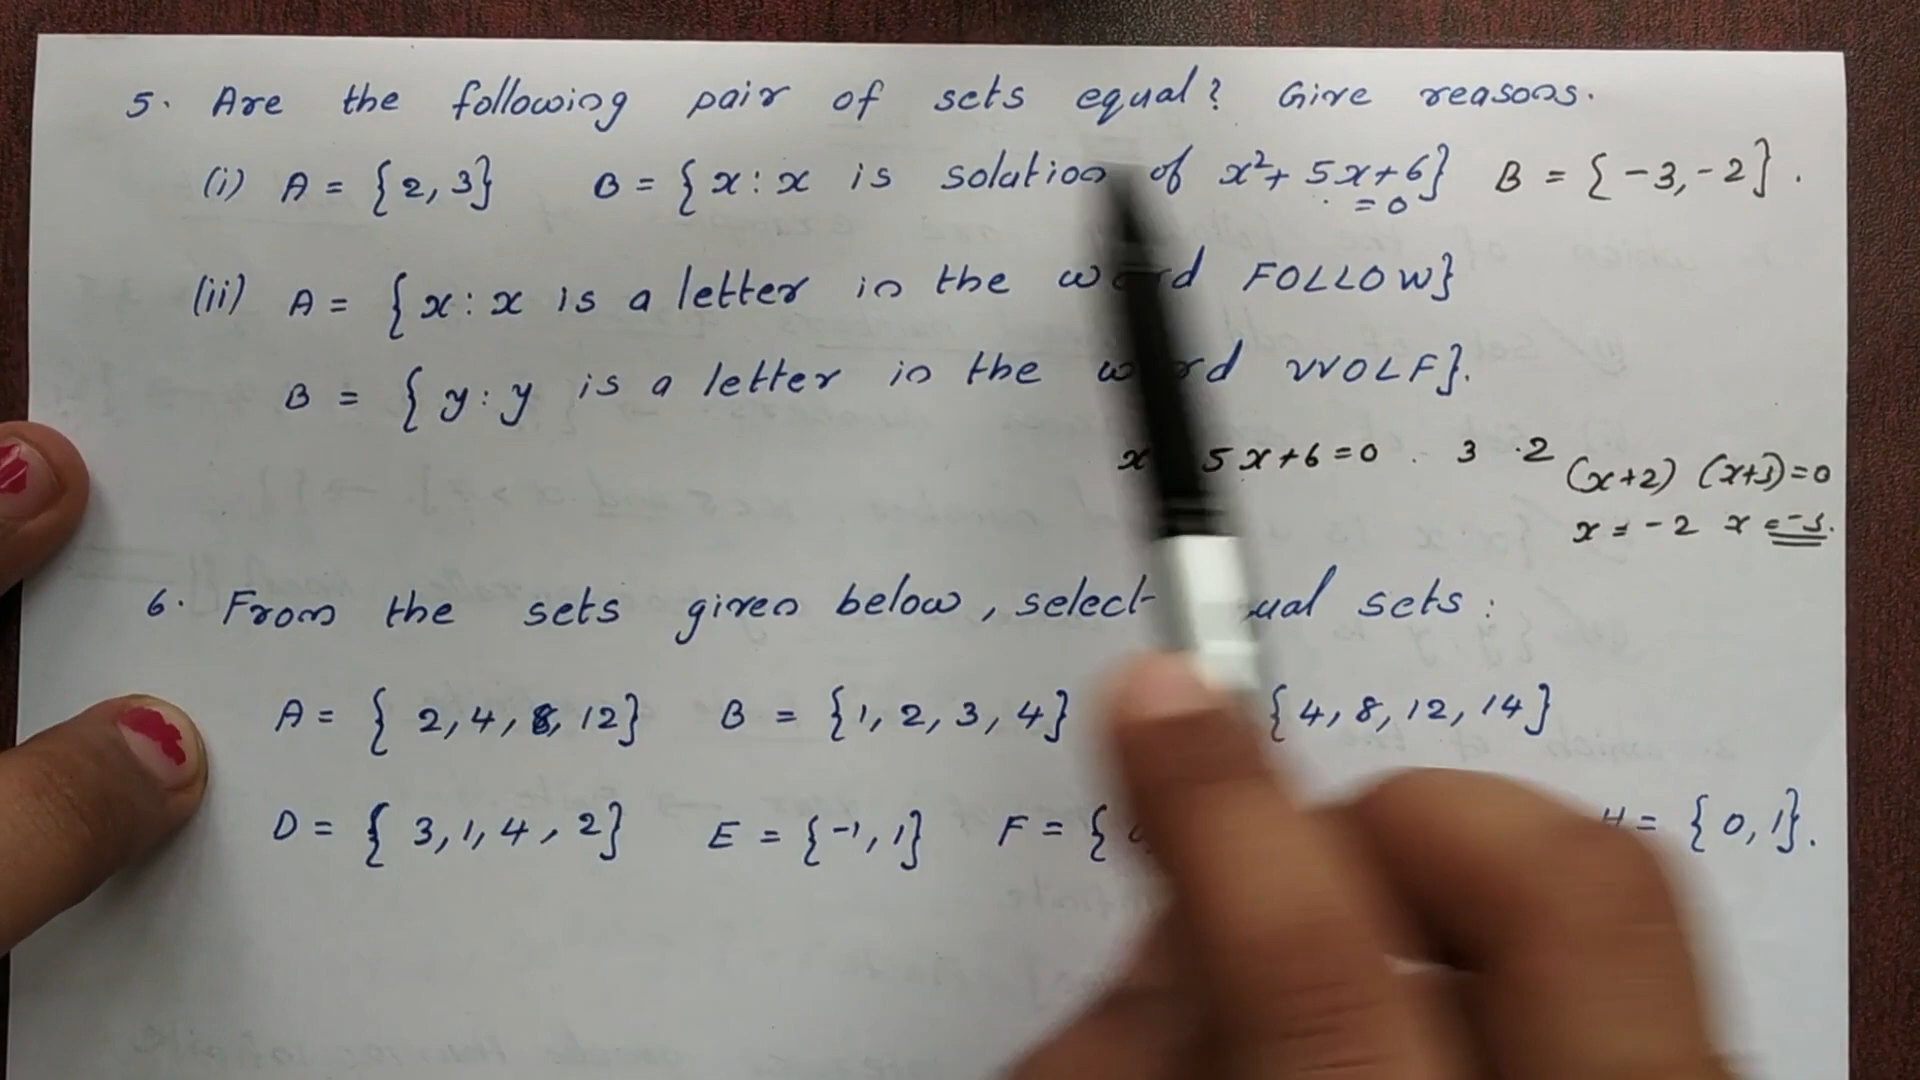 5. Are the following pair of sets equal? Give reasons.
(i) A = {2, 3} B = {x : x is solution of x²+ 5x+6} B = {-3, -2}.
= 0
(ii) A = {x : x is a letter in the word FOLLOW}
B = {y : y is a letter in the word WOLF}.
x 5x+6=0 . 3 .2 (x+2) (x+3)=0
x = -2 x = -3.
6. From the sets given below, select sets :
A = {2, 4, 8, 12} B = {1, 2, 3, 4} {4, 8, 12, 14}
D = {3, 1, 4, 2} E = {-1, 1} F = { H = {0, 1}.